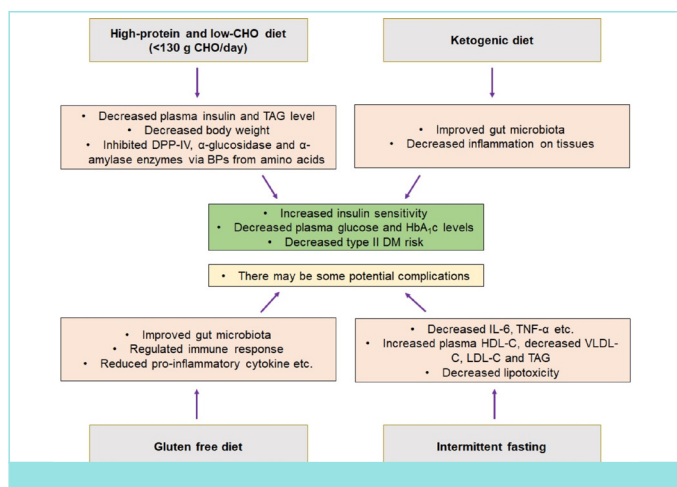 High-protein and low-CHO diet
(<130 g CHO/day)
Ketogenic diet
• Decreased plasma insulin and TAG level
• Decreased body weight
• Inhibited DPP-IV, α-glucosidase and α-
amylase enzymes via BPs from amino acids
• Improved gut microbiota
• Decreased inflammation on tissues
• Increased insulin sensitivity
• Decreased plasma glucose and HbA₁c levels
• Decreased type II DM risk
• There may be some potential complications
• Improved gut microbiota
• Regulated immune response
• Reduced pro-inflammatory cytokine etc.
• Decreased IL-6, TNF-α etc.
• Increased plasma HDL-C, decreased VLDL-
C, LDL-C and TAG
• Decreased lipotoxicity
Gluten free diet
Intermittent fasting